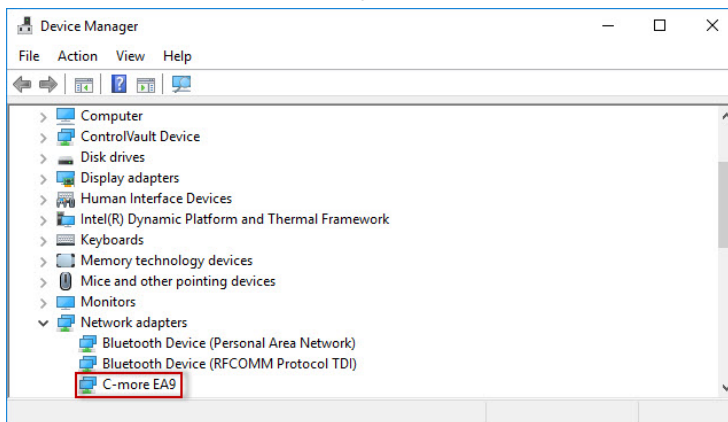 Device Manager
File Action View Help
Computer
ControlVault Device
Disk drives
Display adapters
Human Interface Devices
Intel(R) Dynamic Platform and Thermal Framework
Keyboards
Memory technology devices
Mice and other pointing devices
Monitors
Network adapters
Bluetooth Device (Personal Area Network)
Bluetooth Device (RFCOMM Protocol TDI)
C-more EA9